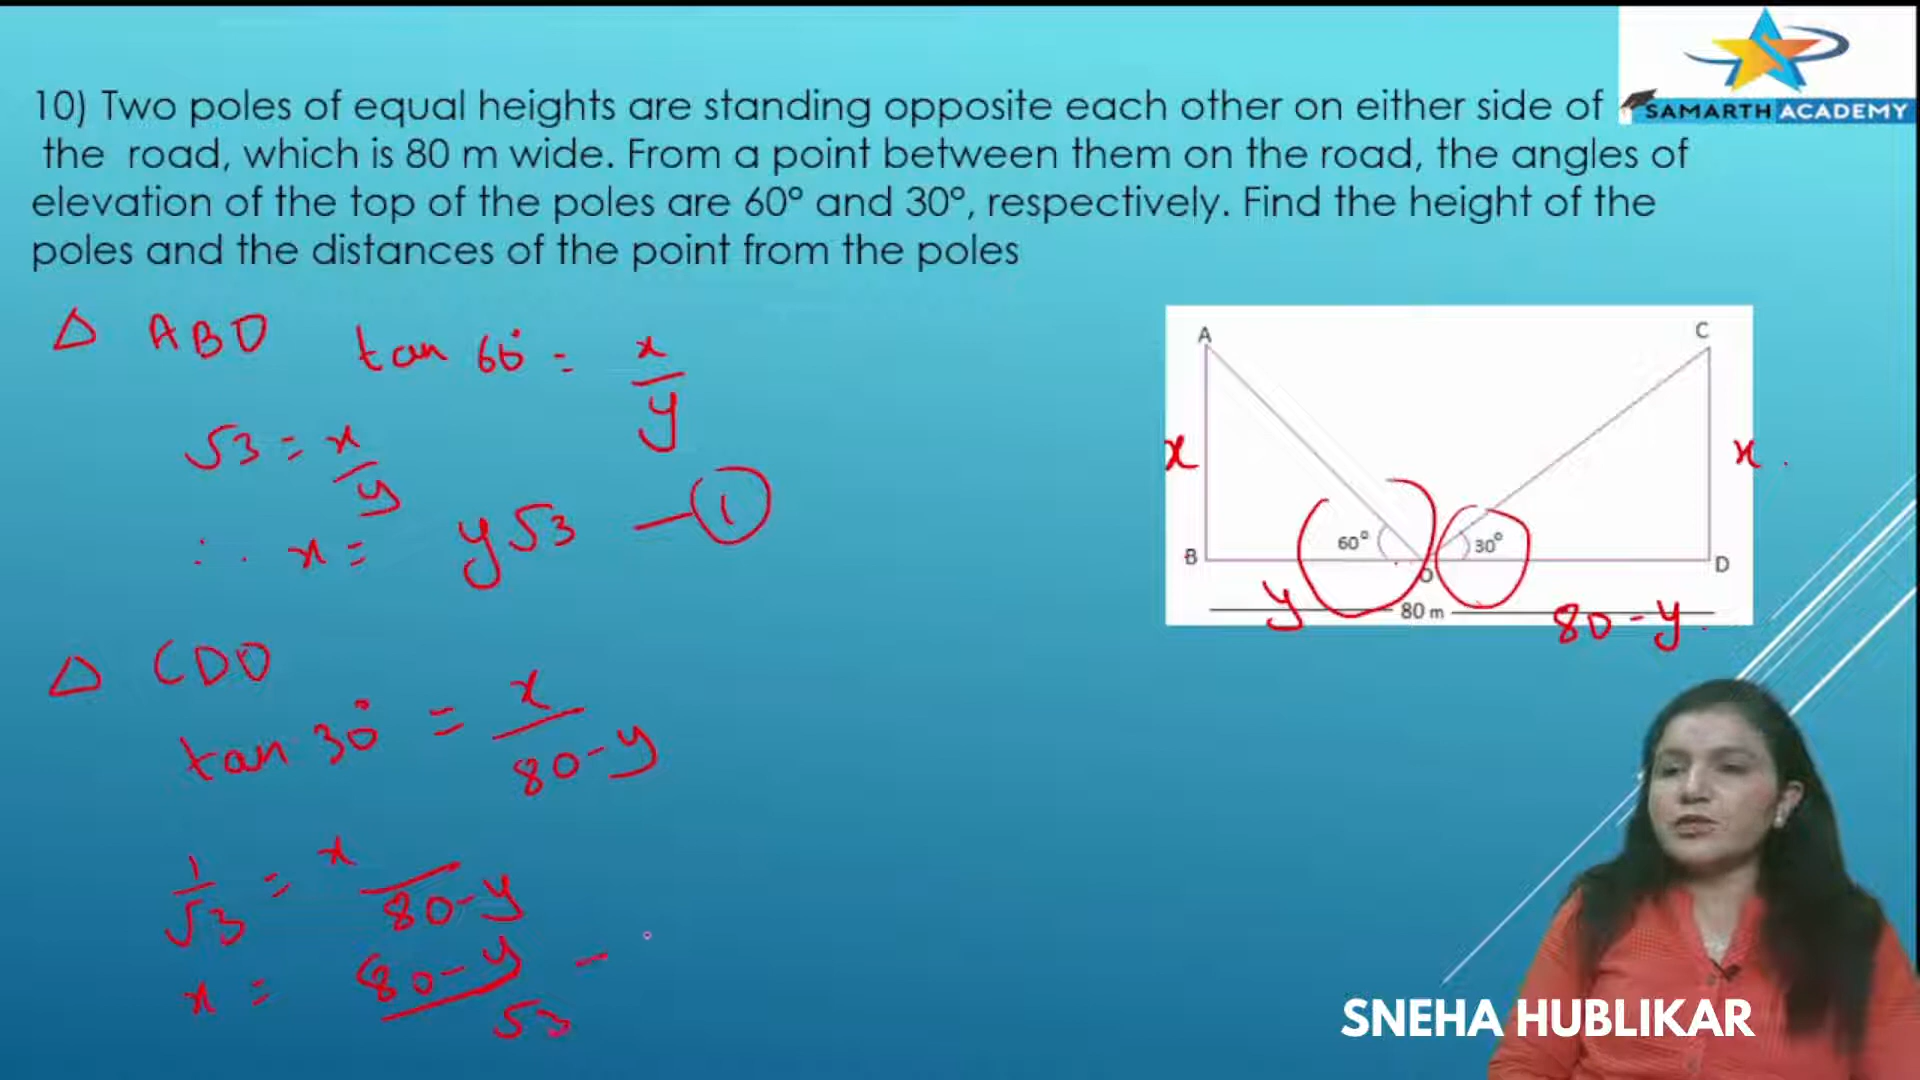 SAMARTH ACADEMY
10) Two poles of equal heights are standing opposite each other on either side of
the road, which is 80 m wide. From a point between them on the road, the angles of
elevation of the top of the poles are 60° and 30°, respectively. Find the height of the
poles and the distances of the point from the poles
△ ABO tan 60° = x/y
√3 = x/y
∴ x = y√3 — ①
△ CDO
tan 30° = x/80-y
1/√3 = x/80-y
x = 80-y/√3 -
A C
x x
60° 30°
B O D
y 80 m 80-y
SNEHA HUBLIKAR